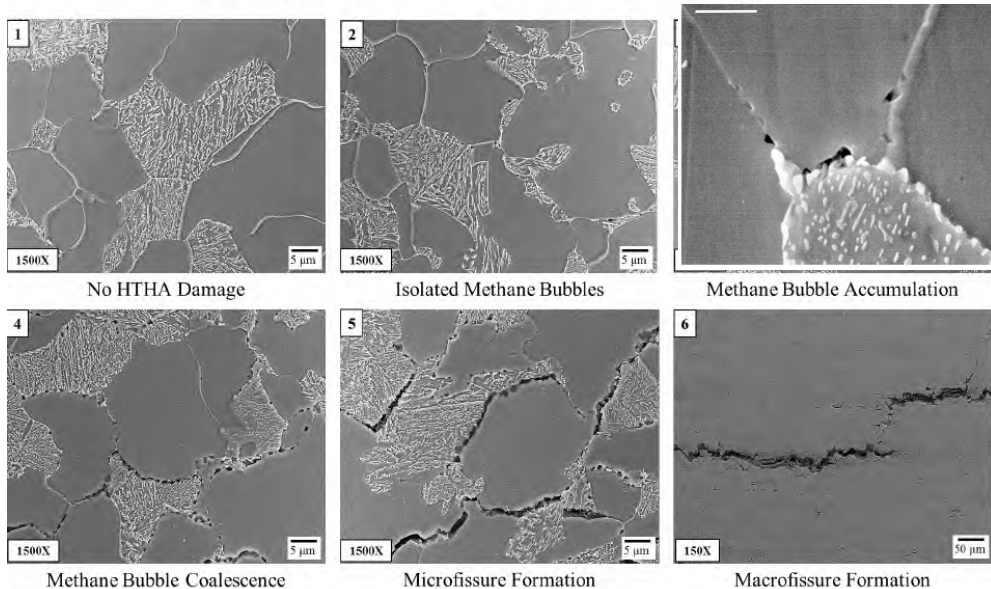 1
1500X
5 μm
No HTHA Damage
2
1500X
5 μm
Isolated Methane Bubbles
Methane Bubble Accumulation
4
1500X
5 μm
Methane Bubble Coalescence
5
1500X
5 μm
Microfissure Formation
6
150X
50 μm
Macrofissure Formation